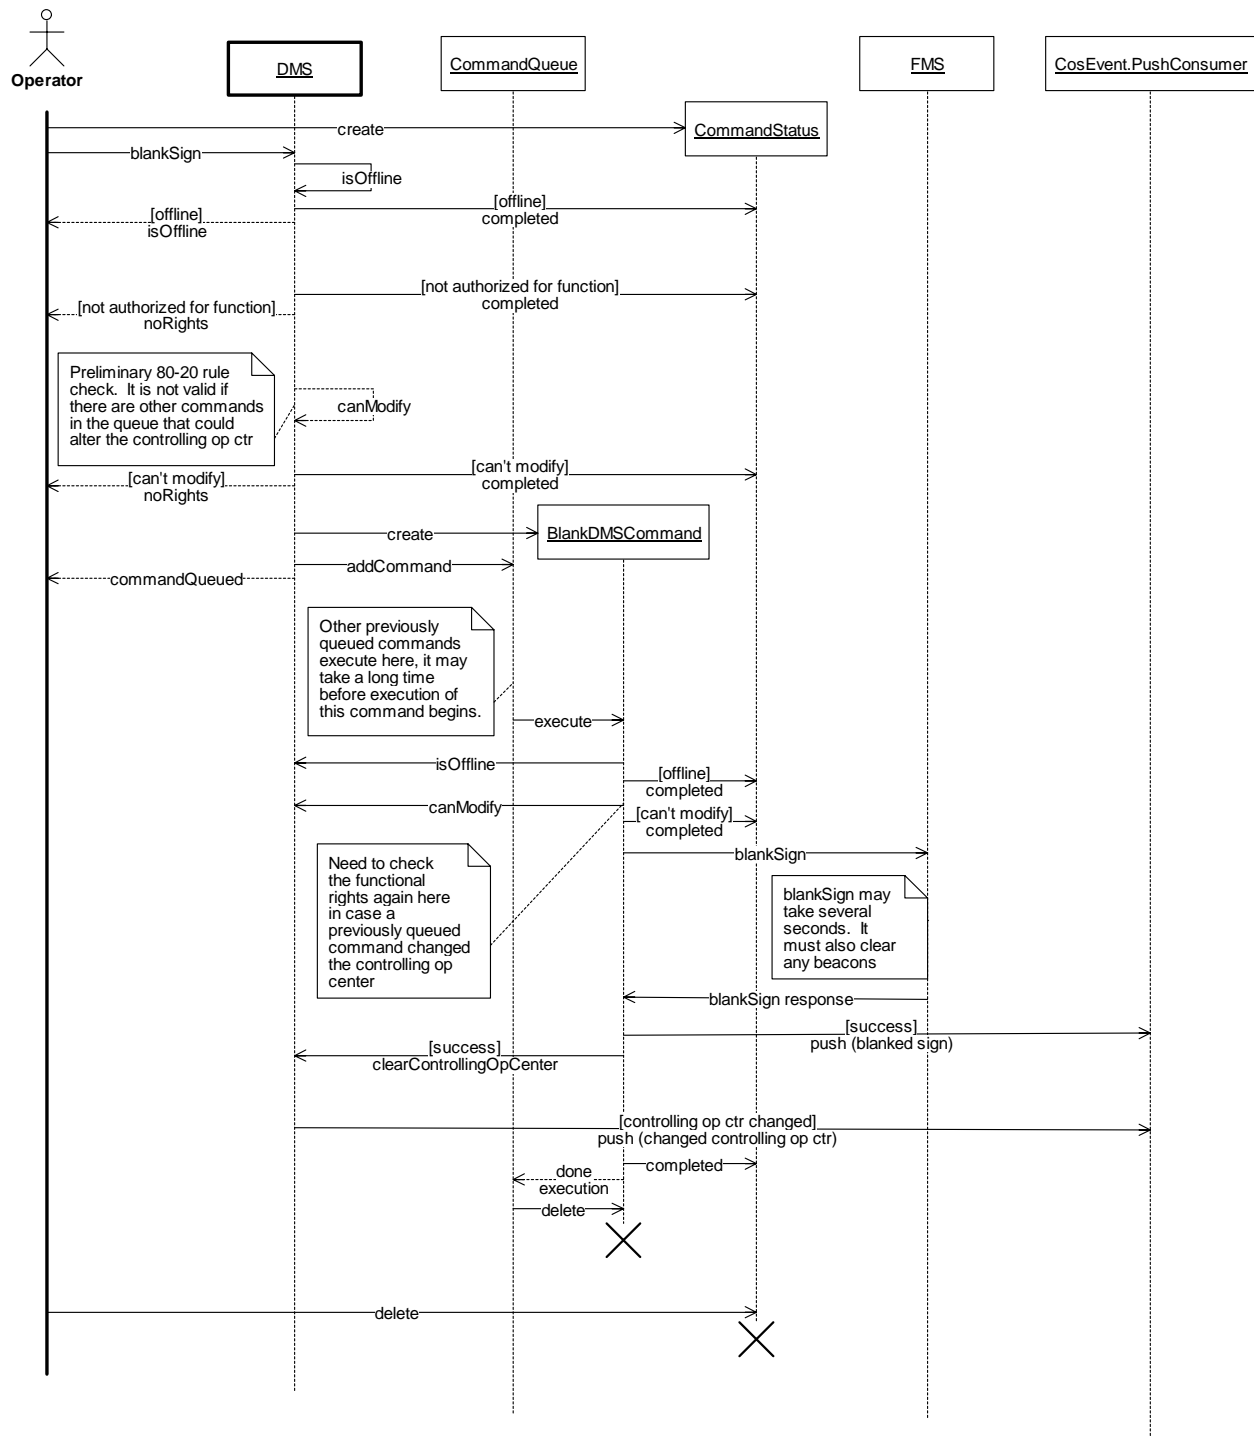 Operator
DMS
CommandQueue
FMS
CosEvent.PushConsumer
create
CommandStatus
blankSign
isOffline
[offline]
completed
[offline]
isOffline
[not authorized for function]
completed
[not authorized for function]
noRights
Preliminary 80-20 rule
check.  It is not valid if
there are other commands
in the queue that could
alter the controlling op ctr
canModify
[can't modify]
completed
[can't modify]
noRights
create
BlankDMSCommand
addCommand
commandQueued
Other previously
queued commands
execute here, it may
take a long time
before execution of
this command begins.
execute
isOffline
[offline]
completed
canModify
[can't modify]
completed
blankSign
Need to check
the functional
rights again here
in case a
previously queued
command changed
the controlling op
center
blankSign may
take several
seconds.  It
must also clear
any beacons
blankSign response
[success]
push (blanked sign)
[success]
clearControllingOpCenter
[controlling op ctr changed]
push (changed controlling op ctr)
completed
done
execution
delete
delete